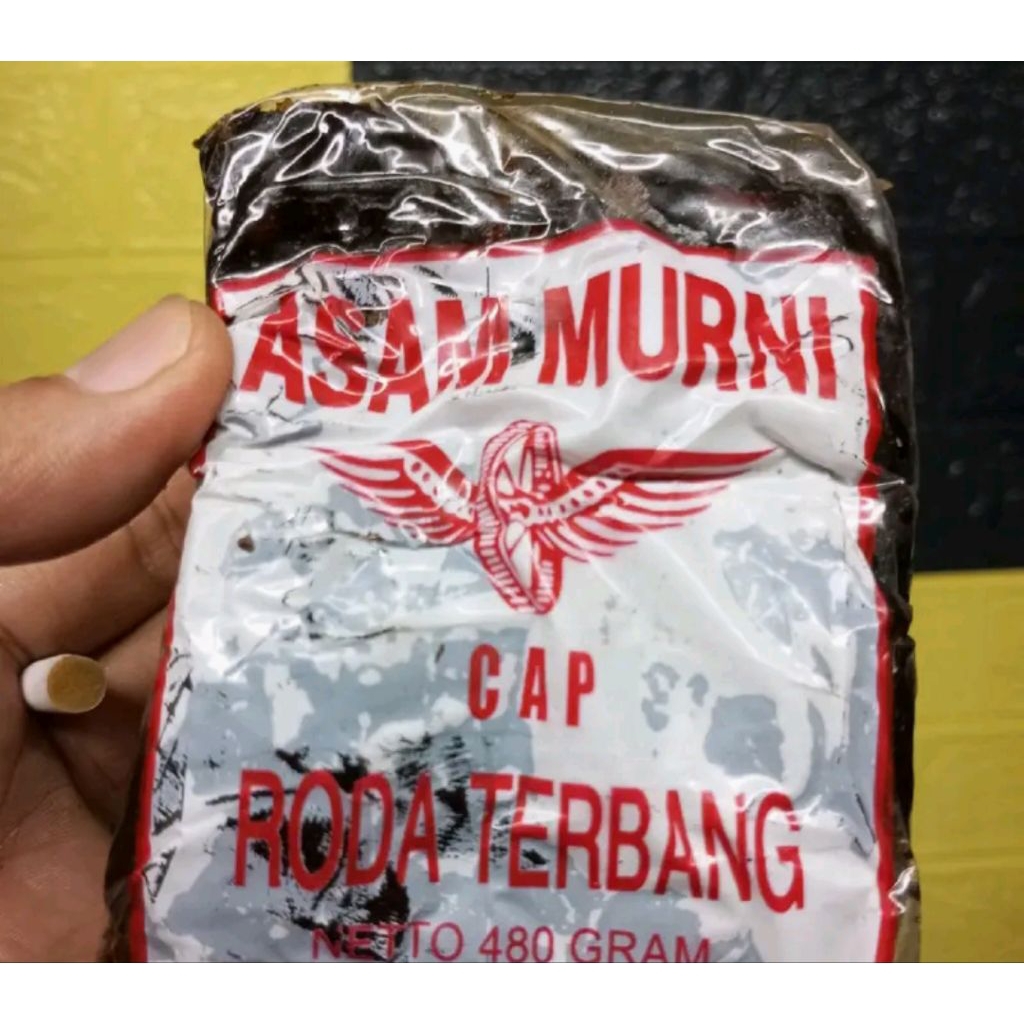 ASAM MURNI
CAP
RODA TERBANG
NETTO 480 GRAM